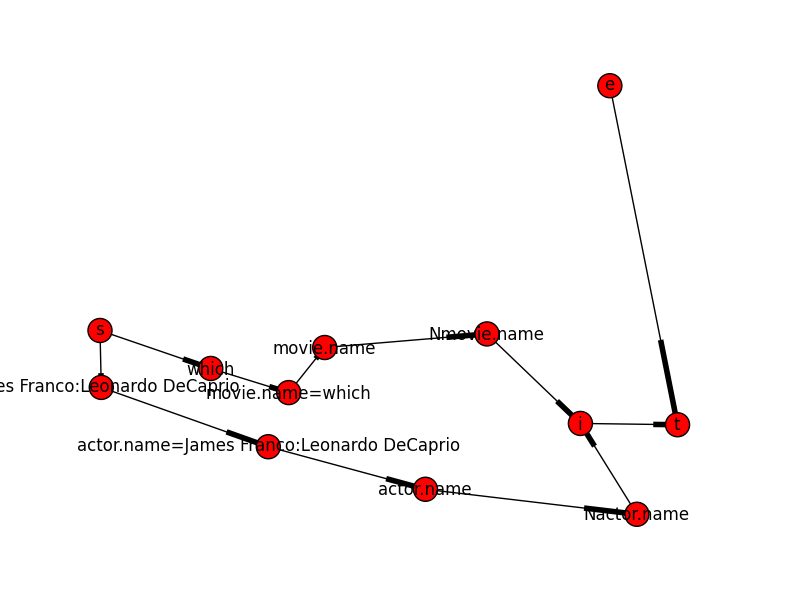 e
s
Nmovie.name
movie.name
which
es Franco:Leonardo DeCaprio
movie.name=which
i
t
actor.name=James Franco:Leonardo DeCaprio
actor.name
Nactor.name